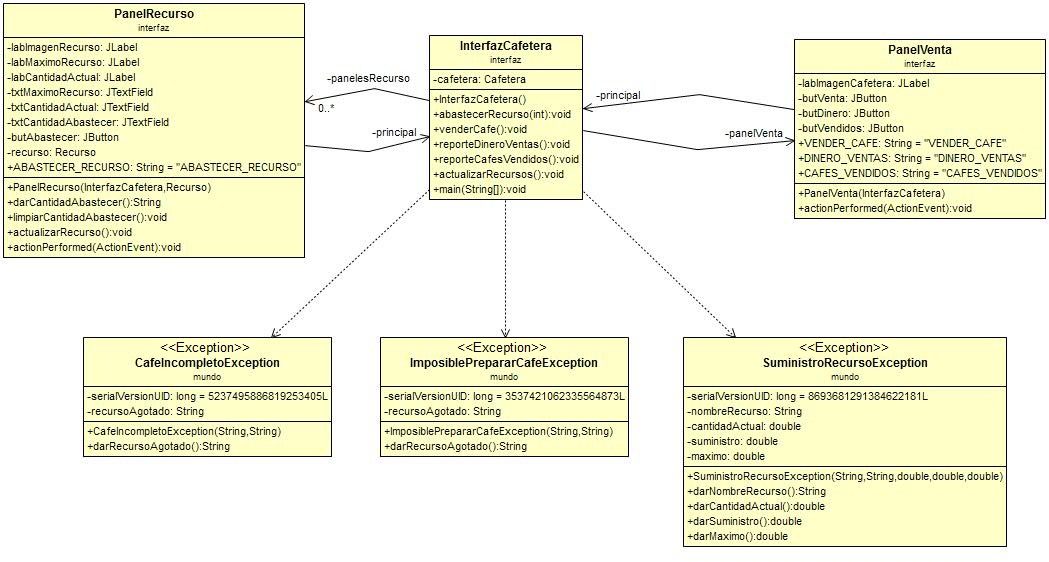 PanelRecurso
interfaz
-labImagenRecurso: JLabel
-labMaximoRecurso: JLabel
-labCantidadActual: JLabel
-txtMaximoRecurso: JTextField
-txtCantidadActual: JTextField
-txtCantidadAbastecer: JTextField
-butAbastecer: JButton
-recurso: Recurso
+ABASTECER_RECURSO: String = "ABASTECER_RECURSO"
+PanelRecurso(InterfazCafetera,Recurso)
+darCantidadAbastecer():String
+limpiarCantidadAbastecer():void
+actualizarRecurso():void
+actionPerformed(ActionEvent):void
-panelesRecurso
0..*
-principal
InterfazCafetera
interfaz
-cafetera: Cafetera
+InterfazCafetera()
+abastecerRecurso(int):void
+venderCafe():void
+reporteDineroVentas():void
+reporteCafesVendidos():void
+actualizarRecursos():void
+main(String[]):void
-principal
-panelVenta
PanelVenta
interfaz
-labImagenCafetera: JLabel
-butVenta: JButton
-butDinero: JButton
-butVendidos: JButton
+VENDER_CAFE: String = "VENDER_CAFE"
+DINERO_VENTAS: String = "DINERO_VENTAS"
+CAFES_VENDIDOS: String = "CAFES_VENDIDOS"
+PanelVenta(InterfazCafetera)
+actionPerformed(ActionEvent):void
<<Exception>>
CafeIncompletoException
mundo
-serialVersionUID: long = 5237495886819253405L
-recursoAgotado: String
+CafeIncompletoException(String,String)
+darRecursoAgotado():String
<<Exception>>
ImposiblePrepararCafeException
mundo
-serialVersionUID: long = 3537421062335564873L
-recursoAgotado: String
+ImposiblePrepararCafeException(String,String)
+darRecursoAgotado():String
<<Exception>>
SuministroRecursoException
mundo
-serialVersionUID: long = 8693681291384622181L
-nombreRecurso: String
-cantidadActual: double
-suministro: double
-maximo: double
+SuministroRecursoException(String,String,double,double,double)
+darNombreRecurso():String
+darCantidadActual():double
+darSuministro():double
+darMaximo():double